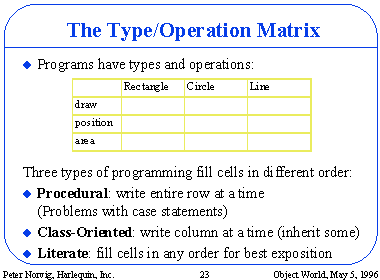 The Type/Operation Matrix
Programs have types and operations:
Rectangle Circle Line
draw
position
area
Three types of programming fill cells in different order:
Procedural: write entire row at a time
(Problems with case statements)
Class-Oriented: write column at a time (inherit some)
Literate: fill cells in any order for best exposition
Peter Norvig, Harlequin, Inc. 23 Object World, May 5, 1996